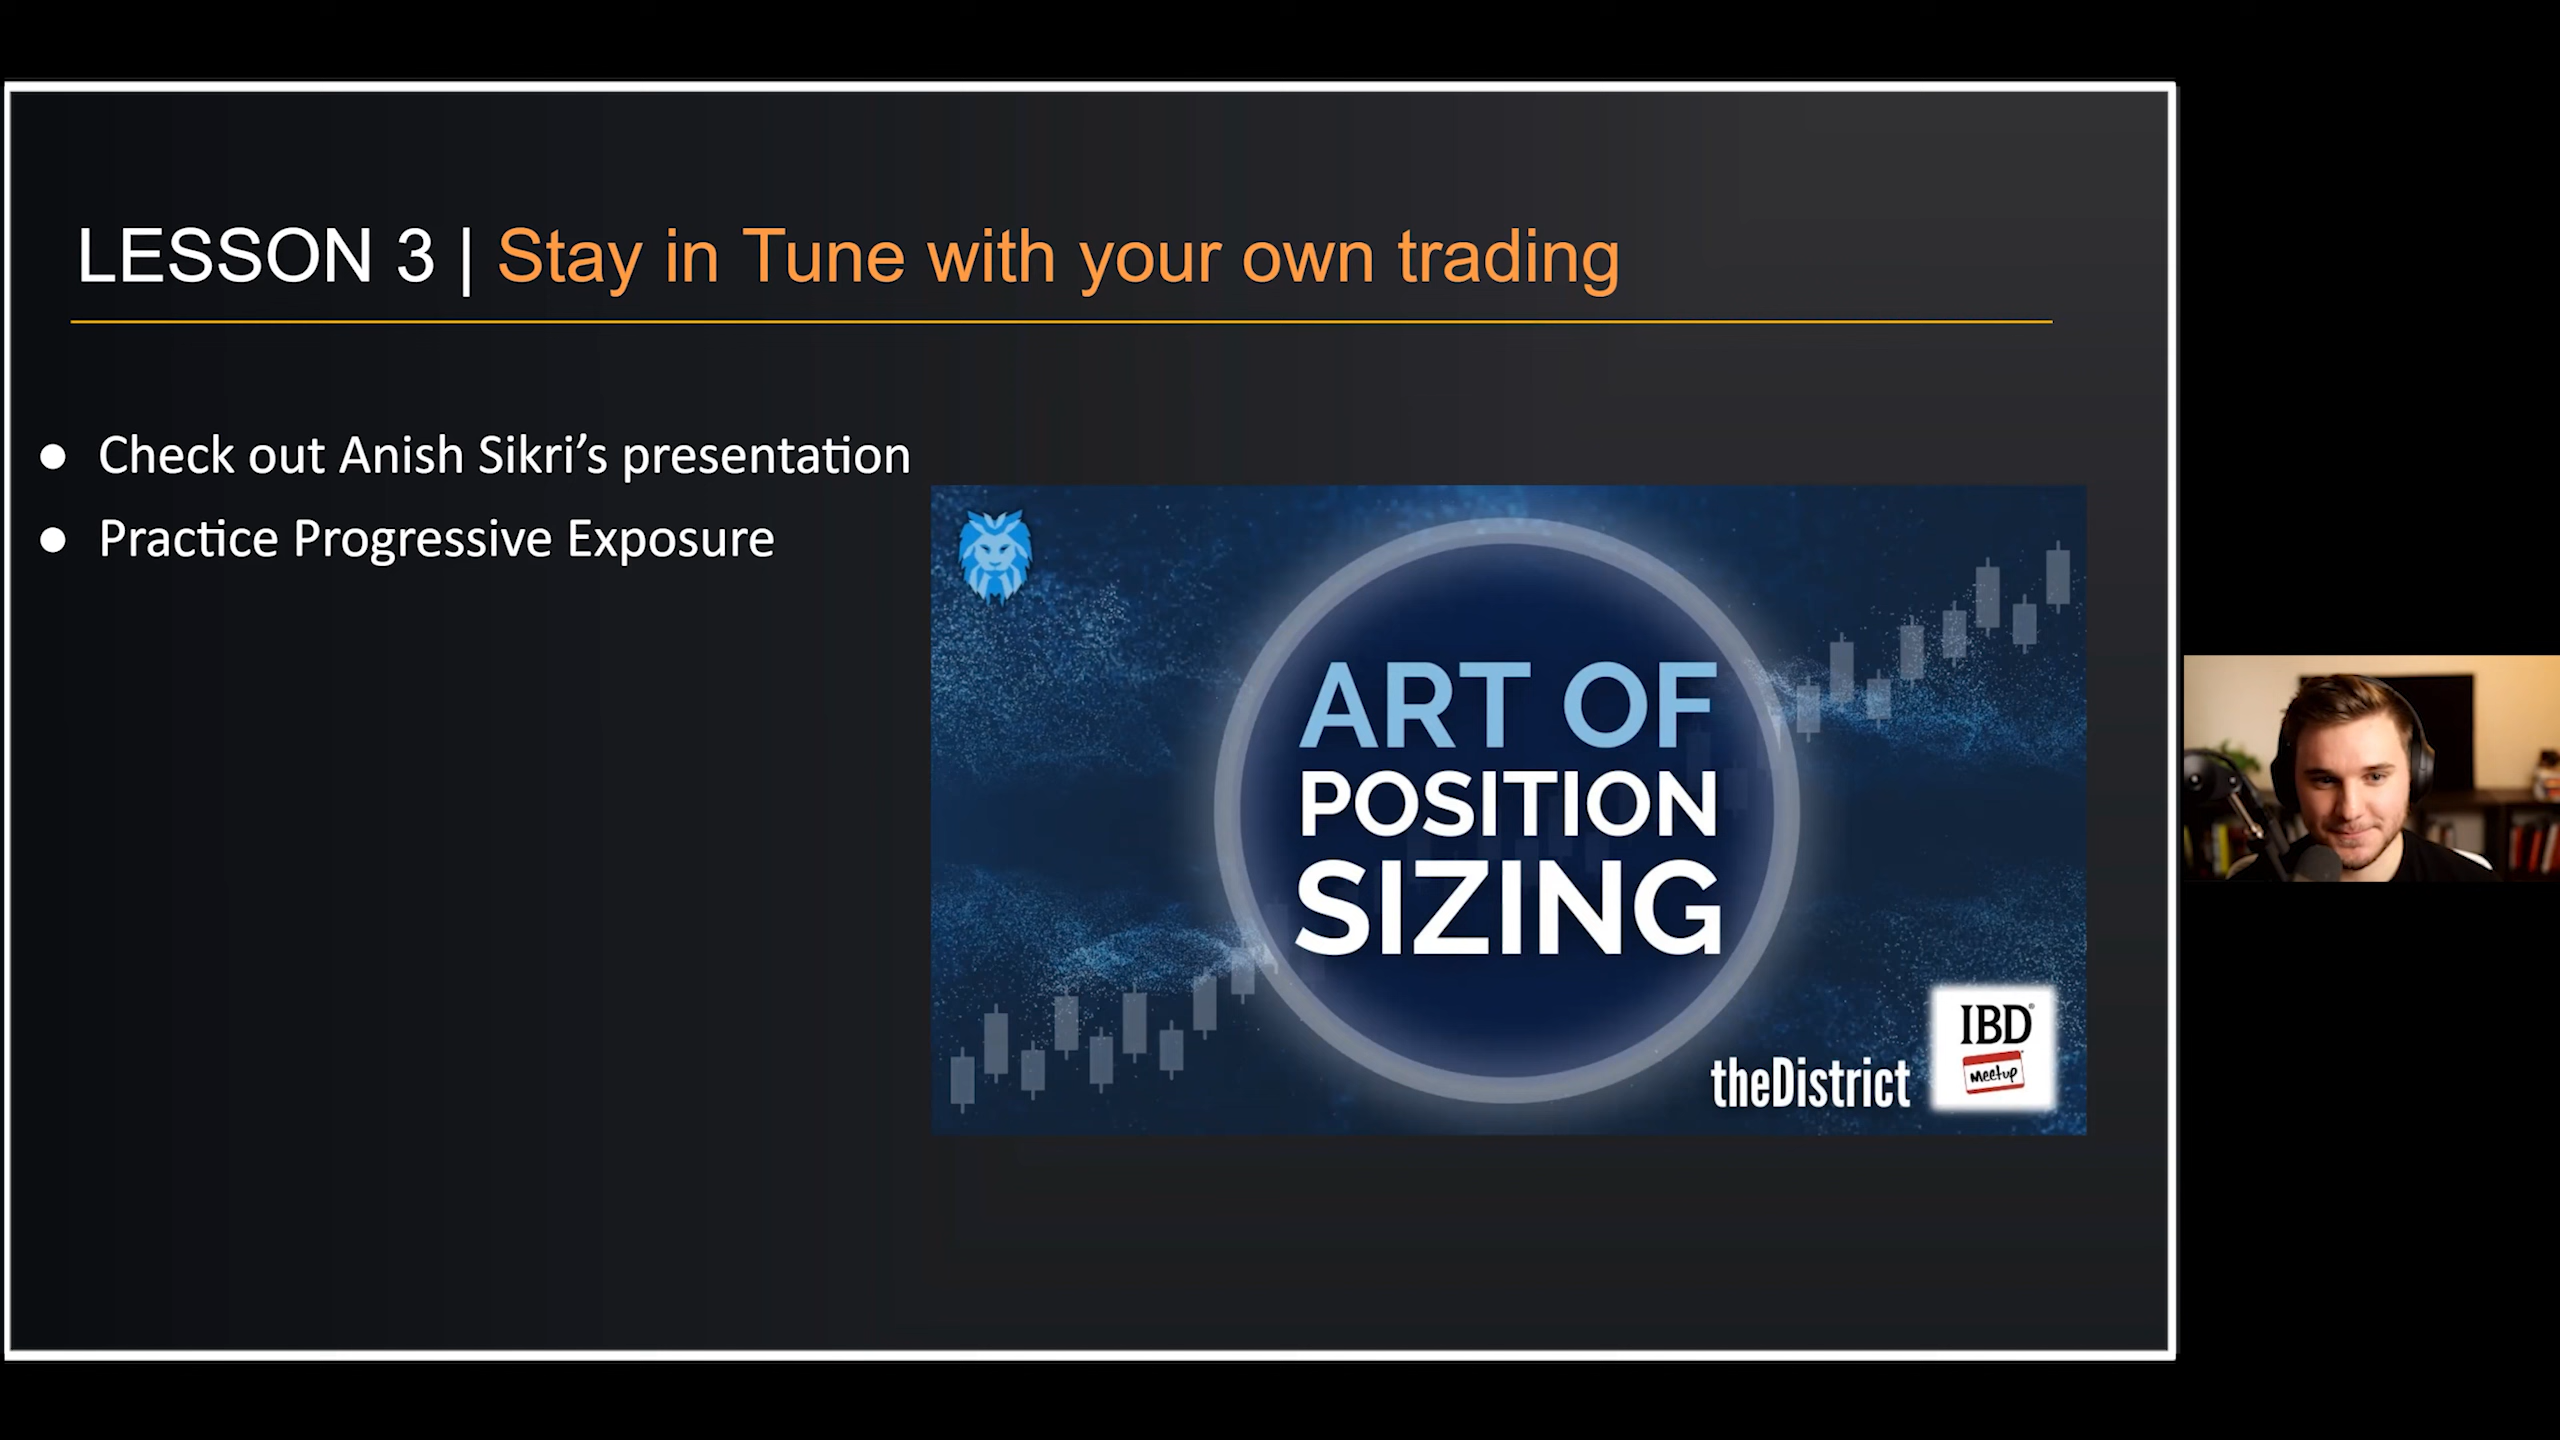 LESSON 3 | Stay in Tune with your own trading
● Check out Anish Sikri’s presentation
● Practice Progressive Exposure
ART OF
POSITION
SIZING
theDistrict
IBD®
Meetup